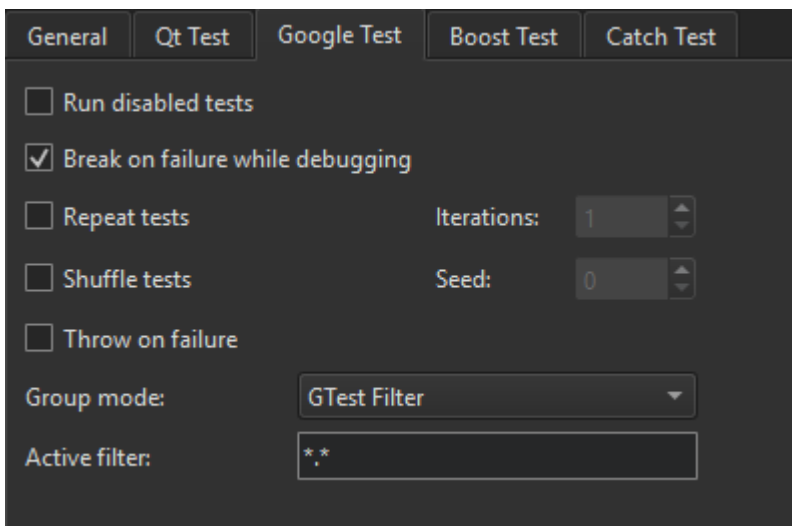 General Qt Test Google Test Boost Test Catch Test
Run disabled tests
Break on failure while debugging
Repeat tests Iterations: 1
Shuffle tests Seed: 0
Throw on failure
Group mode: GTest Filter
Active filter: *.*